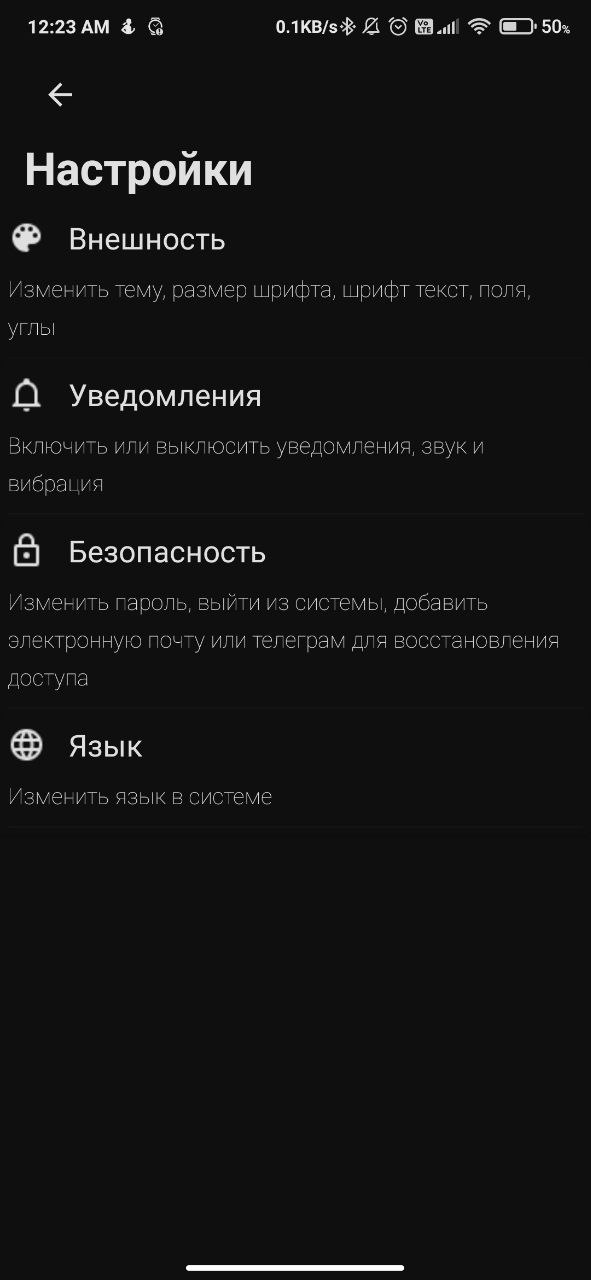 12:23 AM 0.1KB/s Vo LTE 50%
Настройки
Внешность
Изменить тему, размер шрифта, шрифт текст, поля,
углы
Уведомления
Включить или выклюсить уведомления, звук и
вибрация
Безопасность
Изменить пароль, выйти из системы, добавить
электронную почту или телеграм для восстановления
доступа
Язык
Изменить язык в системе